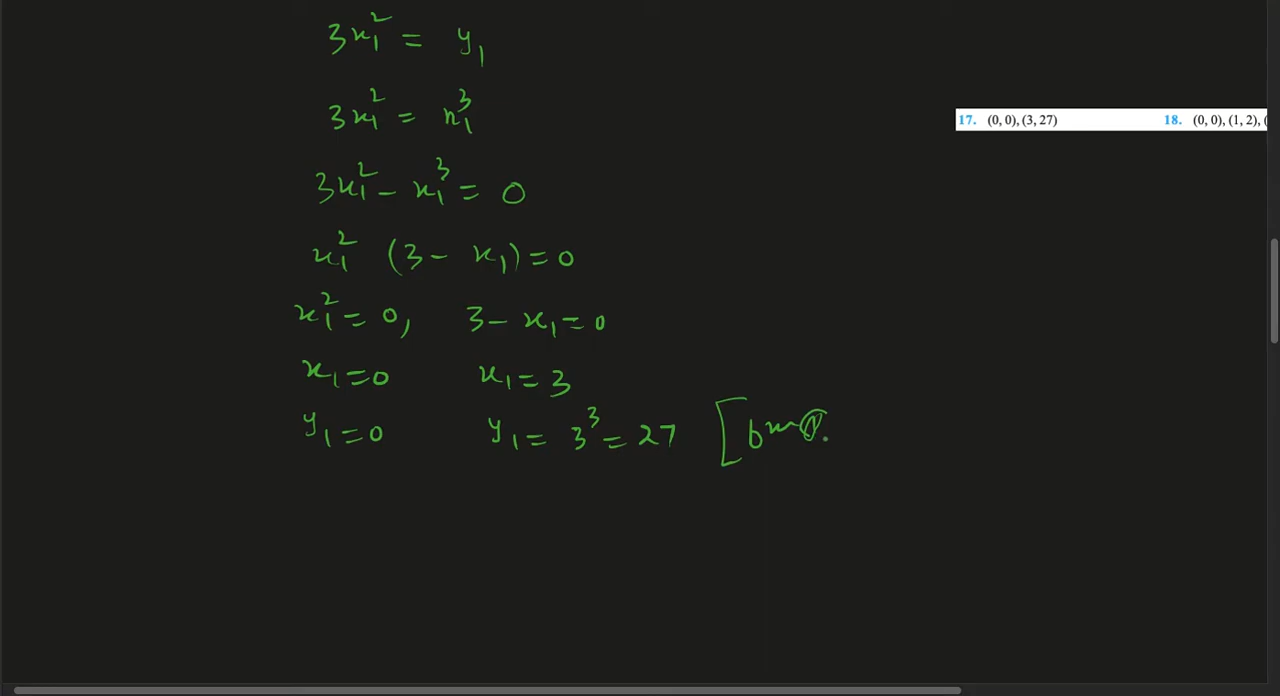 3x₁² = y₁
3x₁² = x₁³
3x₁² - x₁³ = 0
x₁² (3 - x₁) = 0
x₁² = 0, 3 - x₁ = 0
x₁ = 0 x₁ = 3
y₁ = 0 y₁ = 3³ = 27 [
17. (0, 0), (3, 27) 18. (0, 0), (1, 2), (